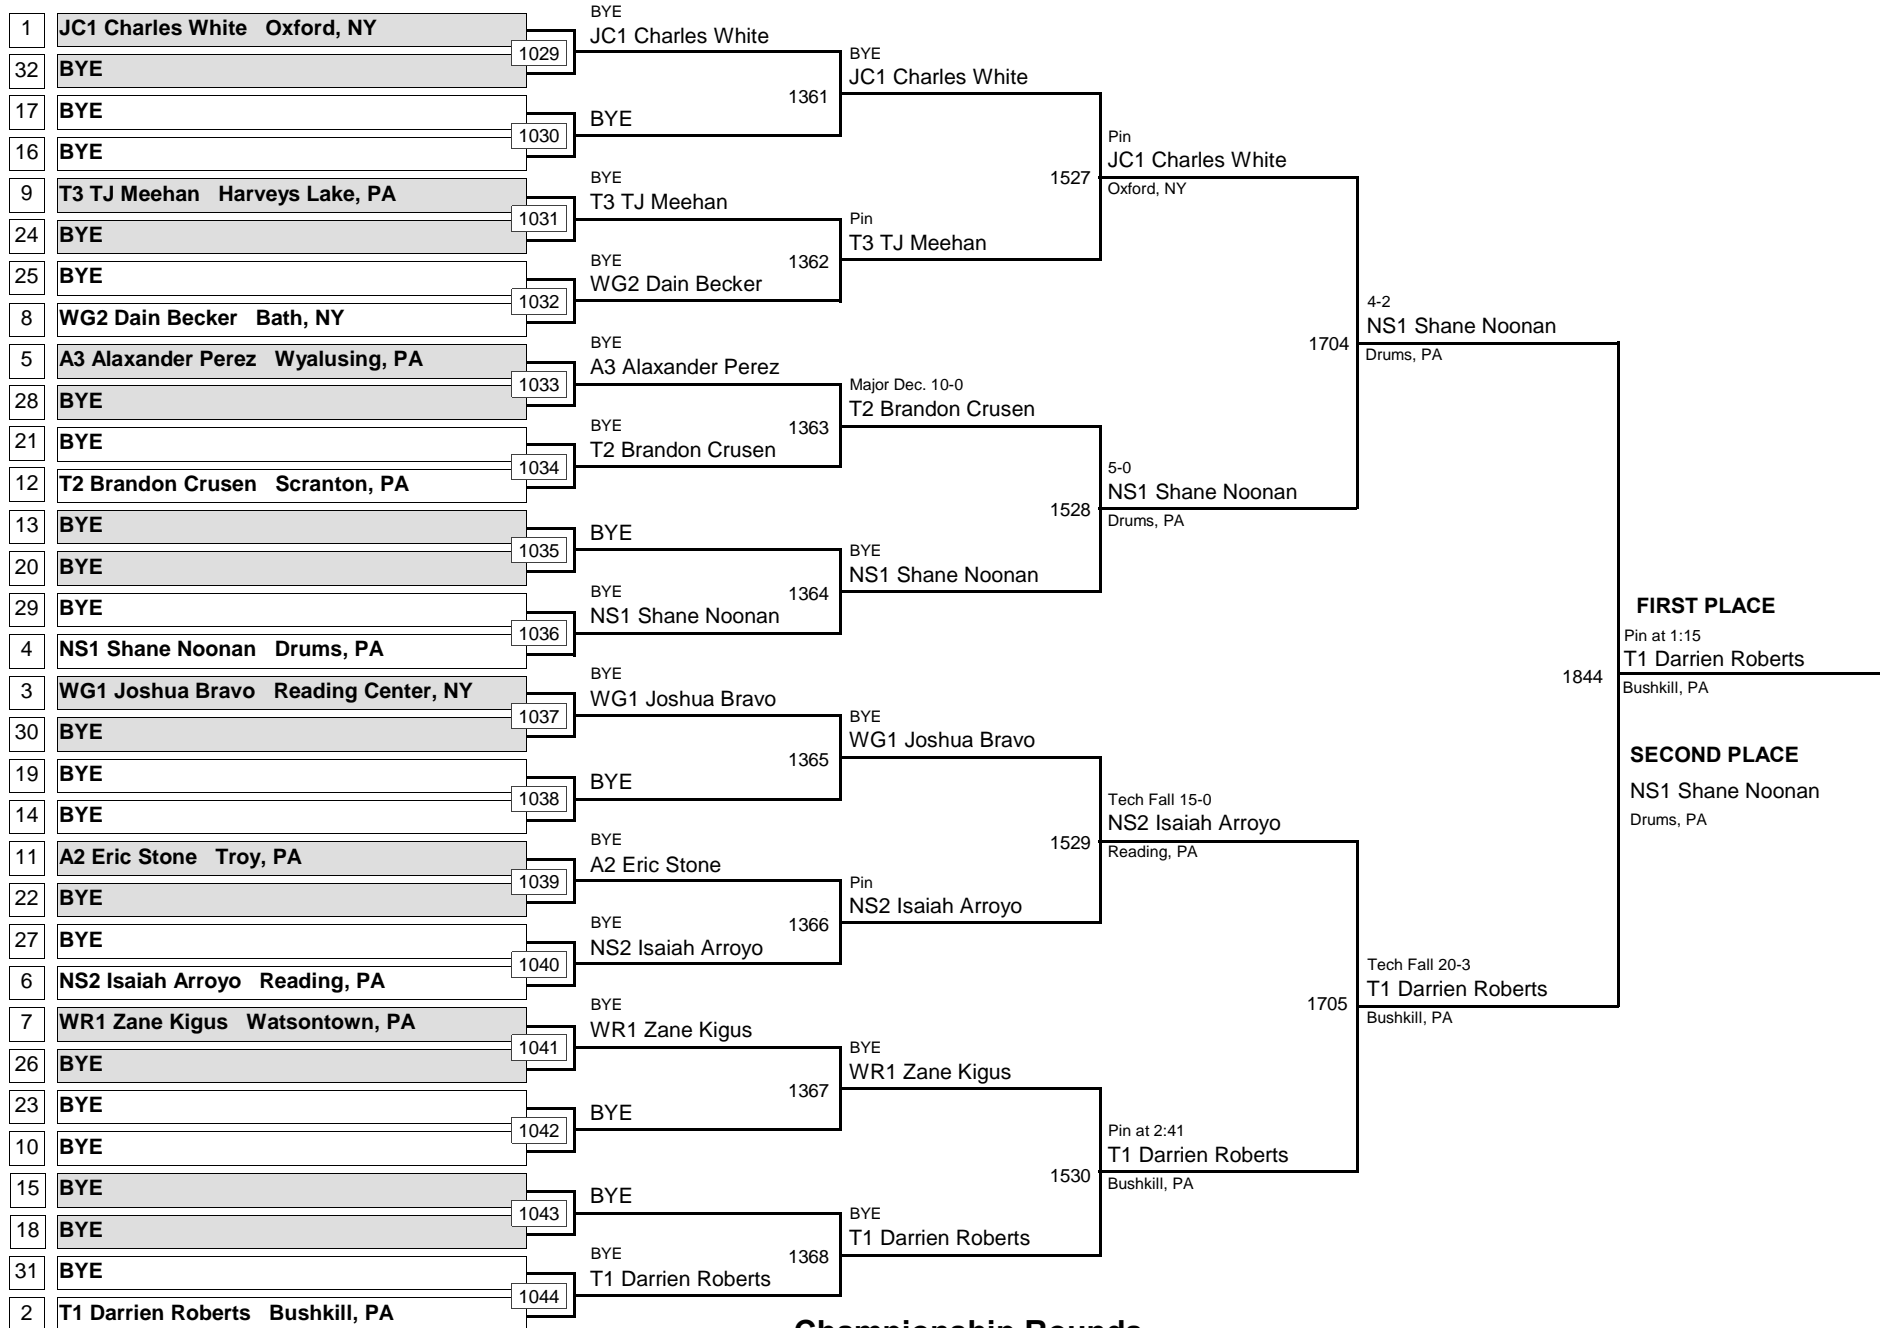 1 JC1 Charles White Oxford, NY
32 BYE
17 BYE
16 BYE
9 T3 TJ Meehan Harveys Lake, PA
24 BYE
25 BYE
8 WG2 Dain Becker Bath, NY
5 A3 Alaxander Perez Wyalusing, PA
28 BYE
21 BYE
12 T2 Brandon Crusen Scranton, PA
13 BYE
20 BYE
29 BYE
4 NS1 Shane Noonan Drums, PA
3 WG1 Joshua Bravo Reading Center, NY
30 BYE
19 BYE
14 BYE
11 A2 Eric Stone Troy, PA
22 BYE
27 BYE
6 NS2 Isaiah Arroyo Reading, PA
7 WR1 Zane Kigus Watsontown, PA
26 BYE
23 BYE
10 BYE
15 BYE
18 BYE
31 BYE
2 T1 Darrien Roberts Bushkill, PA
1029
1030
1031
1032
1033
1034
1035
1036
1037
1038
1039
1040
1041
1042
1043
1044
BYE
JC1 Charles White
BYE
BYE
T3 TJ Meehan
BYE
WG2 Dain Becker
BYE
A3 Alaxander Perez
BYE
T2 Brandon Crusen
BYE
BYE
NS1 Shane Noonan
BYE
WG1 Joshua Bravo
BYE
BYE
A2 Eric Stone
BYE
NS2 Isaiah Arroyo
BYE
WR1 Zane Kigus
BYE
BYE
BYE
T1 Darrien Roberts
1361
1362
1363
1364
1365
1366
1367
1368
BYE
JC1 Charles White
Pin
T3 TJ Meehan
Major Dec. 10-0
T2 Brandon Crusen
BYE
NS1 Shane Noonan
BYE
WG1 Joshua Bravo
Pin
NS2 Isaiah Arroyo
BYE
WR1 Zane Kigus
BYE
T1 Darrien Roberts
1527
1528
1529
1530
Pin
JC1 Charles White
Oxford, NY
5-0
NS1 Shane Noonan
Drums, PA
Tech Fall 15-0
NS2 Isaiah Arroyo
Reading, PA
Pin at 2:41
T1 Darrien Roberts
Bushkill, PA
1704
1705
4-2
NS1 Shane Noonan
Drums, PA
Tech Fall 20-3
T1 Darrien Roberts
Bushkill, PA
1844
FIRST PLACE
Pin at 1:15
T1 Darrien Roberts
Bushkill, PA
SECOND PLACE
NS1 Shane Noonan
Drums, PA
Championship Rounds